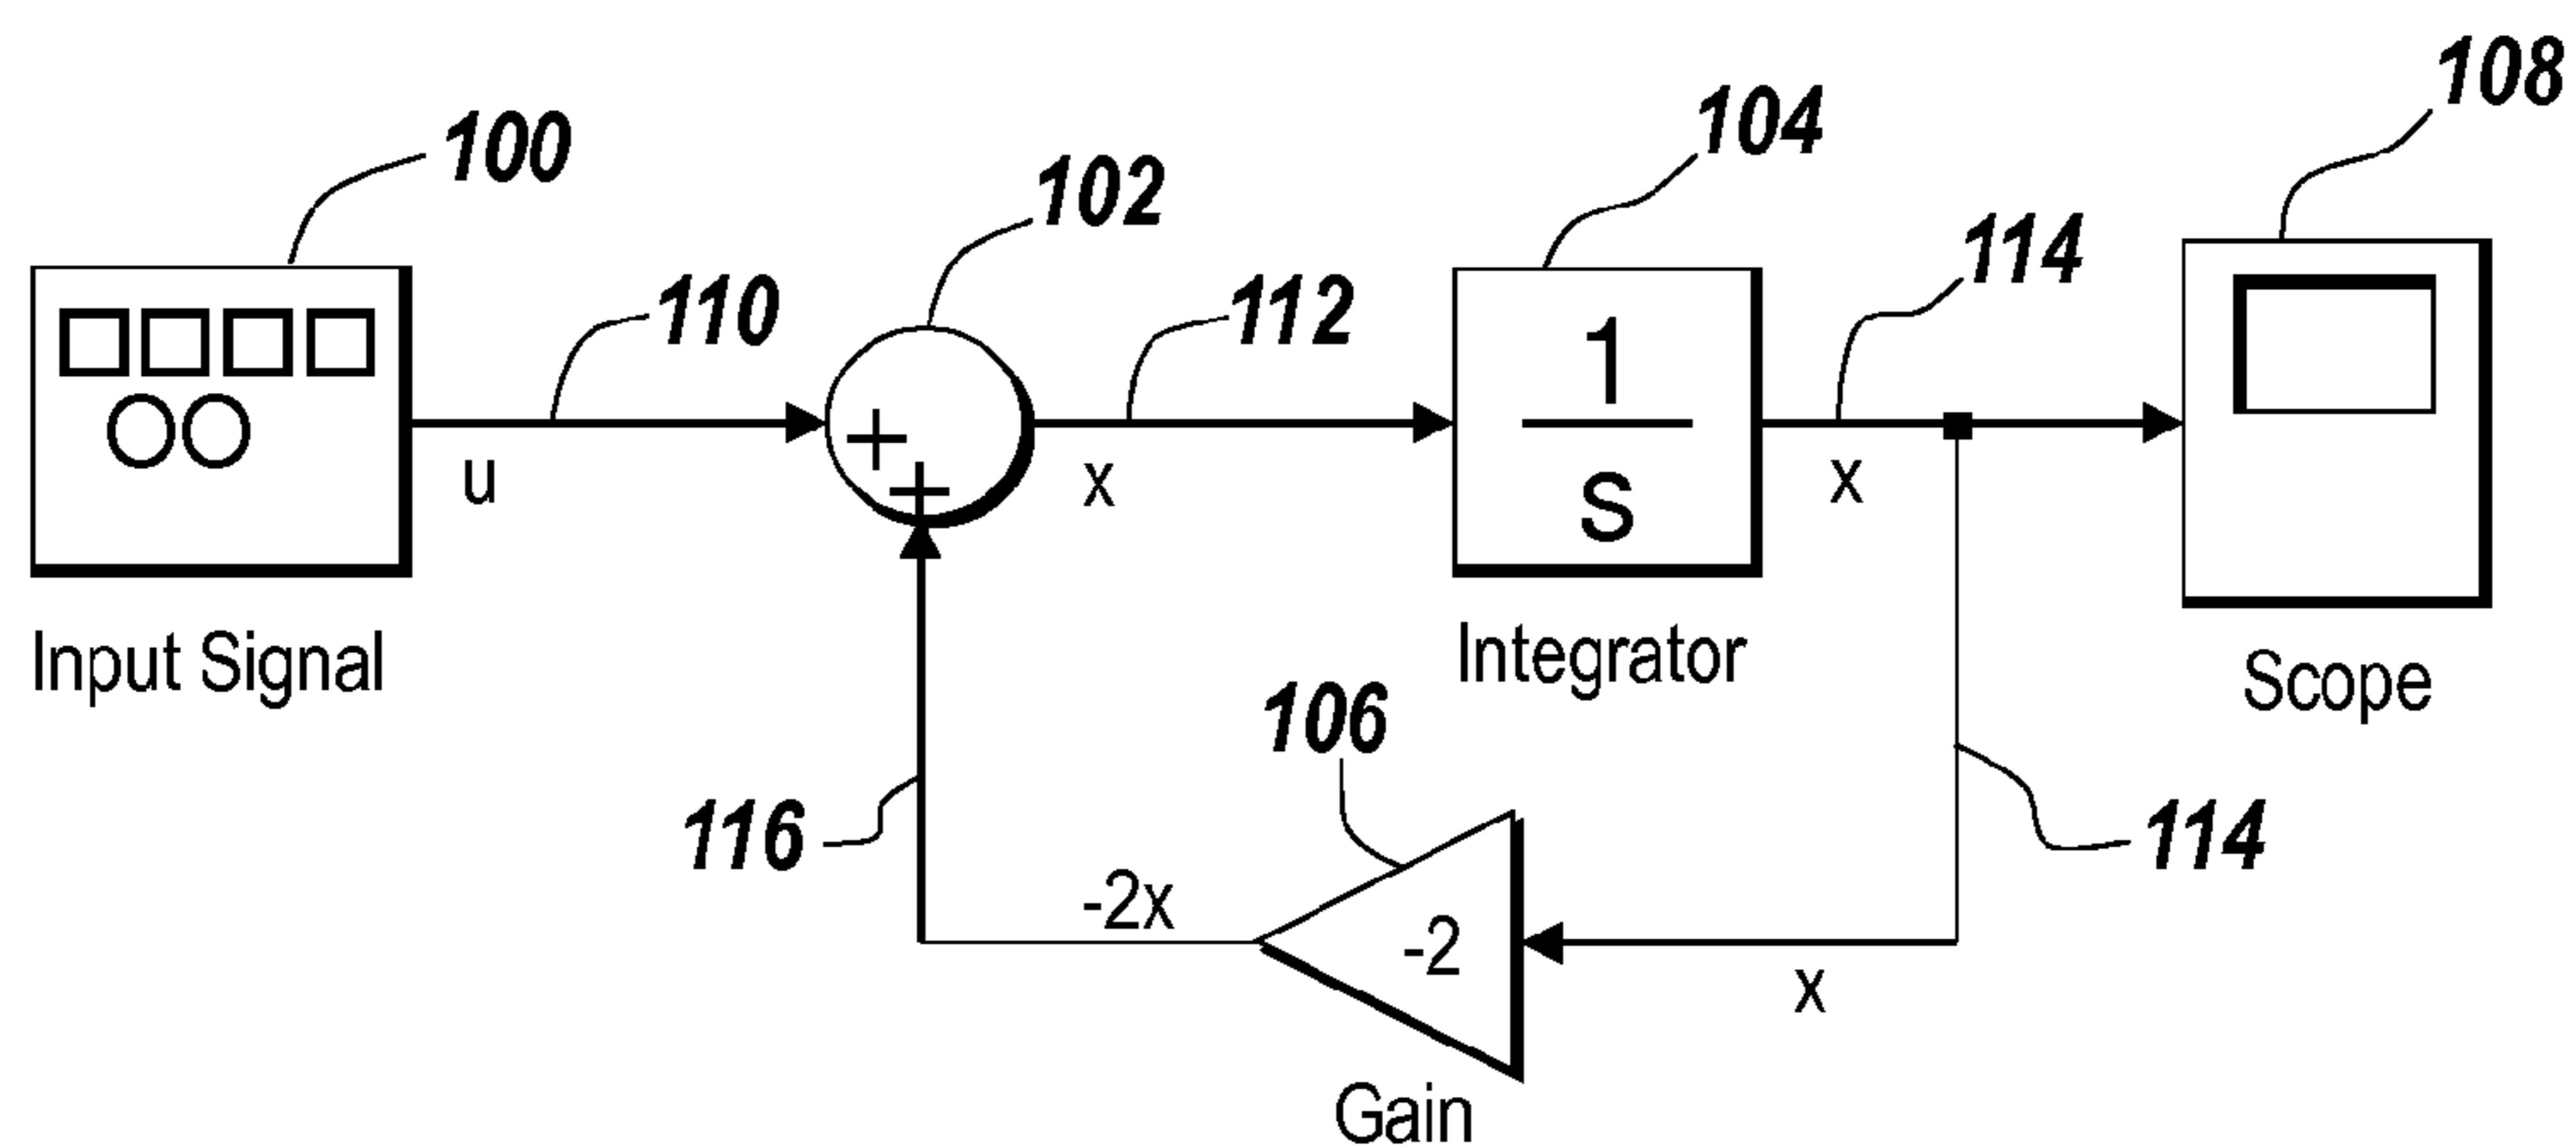 108
104
100
102
114
110
112
+
+
1
s
u
x
x
Input Signal
Integrator
Scope
106
116
114
-2x
-2
x
Gain